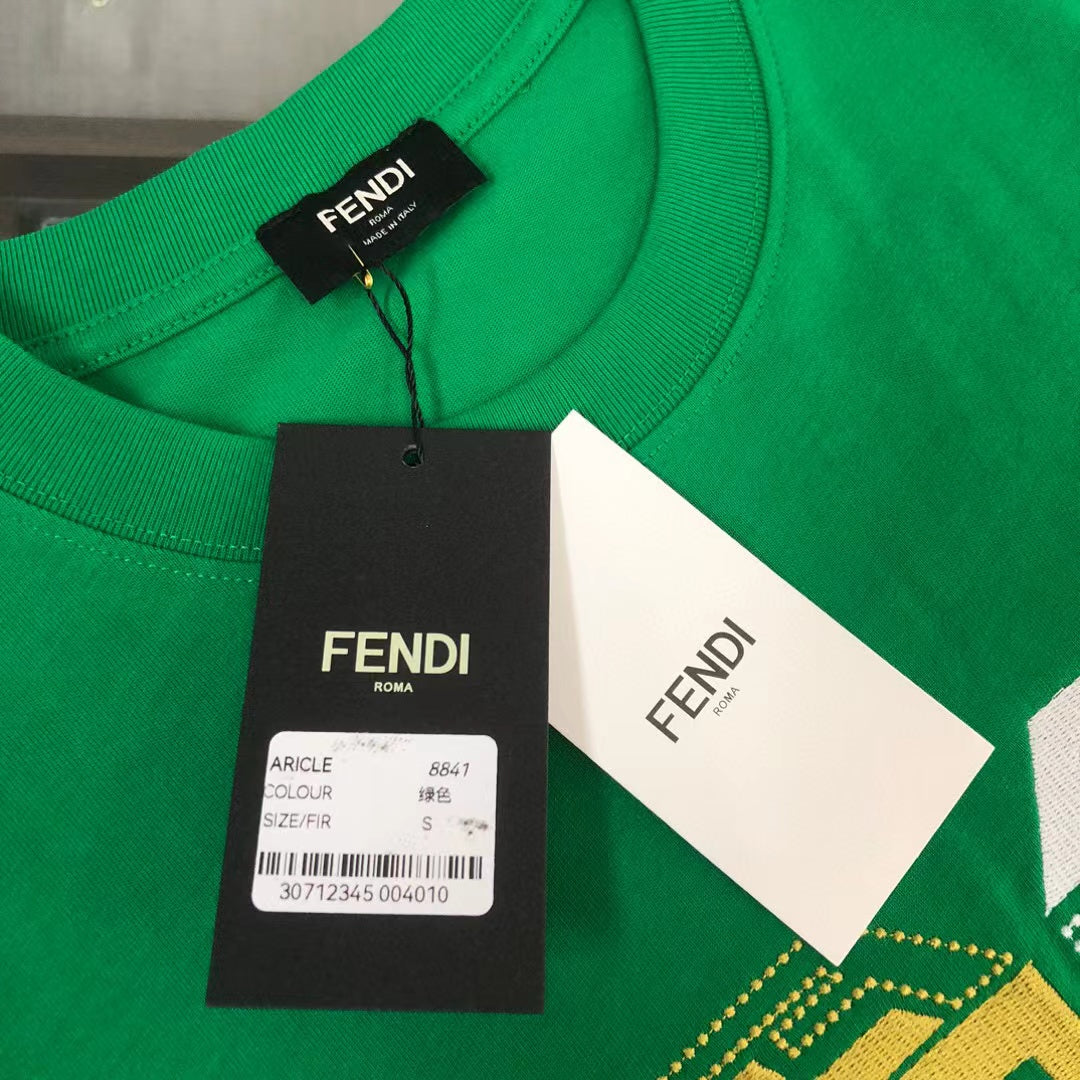 FENDI
ROMA
MADE IN ITALY
FENDI
ROMA
ARICLE 8841
COLOUR 绿色
SIZE/FIR S
30712345 004010
FENDI
ROMA